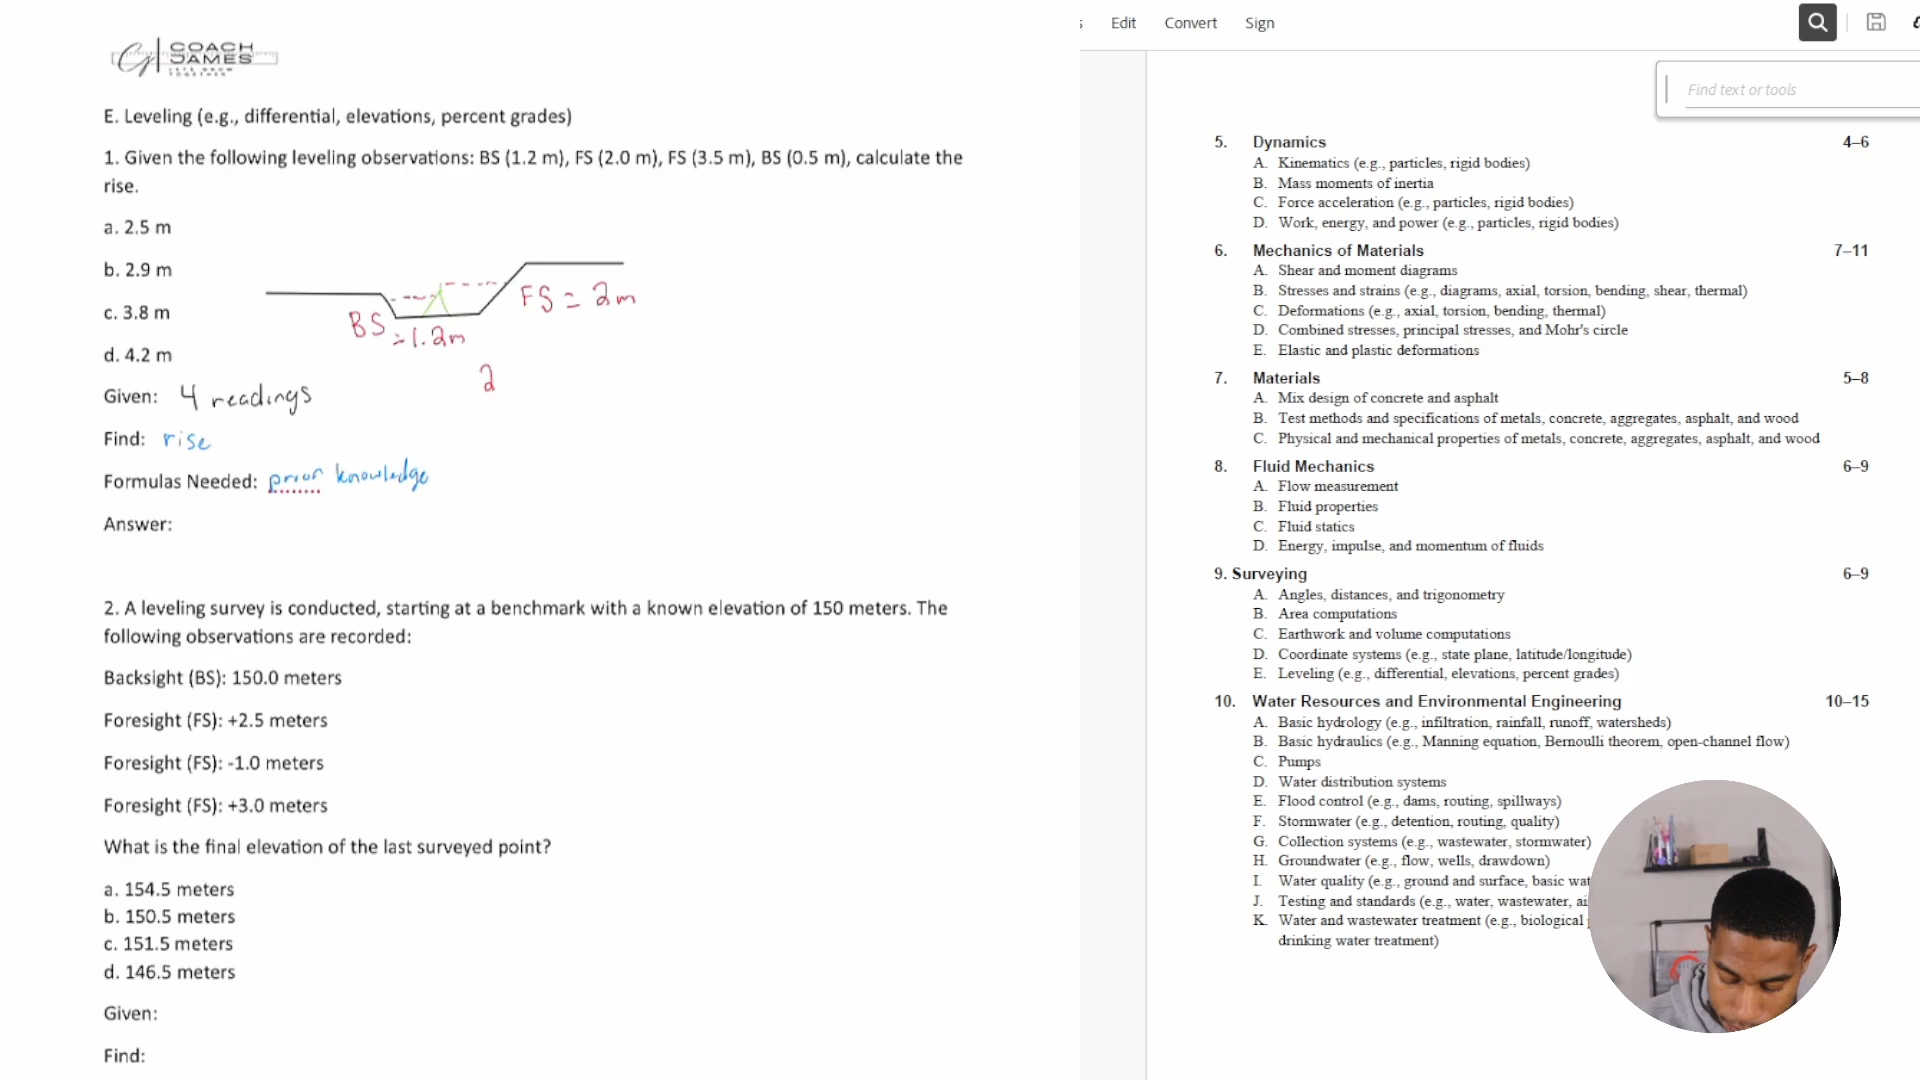 COACH
JAMES
E. Leveling (e.g., differential, elevations, percent grades)
1. Given the following leveling observations: BS (1.2 m), FS (2.0 m), FS (3.5 m), BS (0.5 m), calculate the
rise.
a. 2.5 m
b. 2.9 m
c. 3.8 m
d. 4.2 m
BS
=1.2m
FS = 2m
2
Given: 4 readings
Find: rise
Formulas Needed: prior knowledge
Answer:
2. A leveling survey is conducted, starting at a benchmark with a known elevation of 150 meters. The
following observations are recorded:
Backsight (BS): 150.0 meters
Foresight (FS): +2.5 meters
Foresight (FS): -1.0 meters
Foresight (FS): +3.0 meters
What is the final elevation of the last surveyed point?
a. 154.5 meters
b. 150.5 meters
c. 151.5 meters
d. 146.5 meters
Given:
Find:
Edit Convert Sign
Find text or tools
5. Dynamics 4–6
A. Kinematics (e.g., particles, rigid bodies)
B. Mass moments of inertia
C. Force acceleration (e.g., particles, rigid bodies)
D. Work, energy, and power (e.g., particles, rigid bodies)
6. Mechanics of Materials 7–11
A. Shear and moment diagrams
B. Stresses and strains (e.g., diagrams, axial, torsion, bending, shear, thermal)
C. Deformations (e.g., axial, torsion, bending, thermal)
D. Combined stresses, principal stresses, and Mohr's circle
E. Elastic and plastic deformations
7. Materials 5–8
A. Mix design of concrete and asphalt
B. Test methods and specifications of metals, concrete, aggregates, asphalt, and wood
C. Physical and mechanical properties of metals, concrete, aggregates, asphalt, and wood
8. Fluid Mechanics 6–9
A. Flow measurement
B. Fluid properties
C. Fluid statics
D. Energy, impulse, and momentum of fluids
9. Surveying 6–9
A. Angles, distances, and trigonometry
B. Area computations
C. Earthwork and volume computations
D. Coordinate systems (e.g., state plane, latitude/longitude)
E. Leveling (e.g., differential, elevations, percent grades)
10. Water Resources and Environmental Engineering 10–15
A. Basic hydrology (e.g., infiltration, rainfall, runoff, watersheds)
B. Basic hydraulics (e.g., Manning equation, Bernoulli theorem, open-channel flow)
C. Pumps
D. Water distribution systems
E. Flood control (e.g., dams, routing, spillways)
F. Stormwater (e.g., detention, routing, quality)
G. Collection systems (e.g., wastewater, stormwater)
H. Groundwater (e.g., flow, wells, drawdown)
I. Water quality (e.g., ground and surface, basic
J. Testing and standards (e.g., water, wastewater,
K. Water and wastewater treatment (e.g., biological
drinking water treatment)